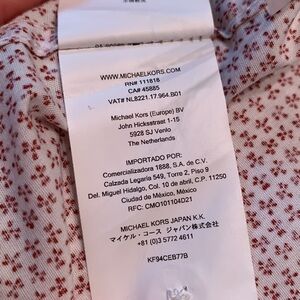 WWW.MICHAELKORS.COM
RN# 111818
CA# 45885
VAT# NL8221.17.964.B01
Michael Kors (Europe) BV
John Hicksstraat 1-15
5928 SJ Venlo
The Netherlands
IMPORTADO POR:
Comercializadora 1888, S.A. de C.V.
Calzada Legaria 549, Torre 2, Piso 9
Del. Miguel Hidalgo, Col. 10 de abril, C.P. 11250
Ciudad de México, México
RFC: CMO101104D21
MICHAEL KORS JAPAN K.K.
マイケル・コース ジャパン株式会社
+81 (0)3 5772 4611
KF94CEB77B